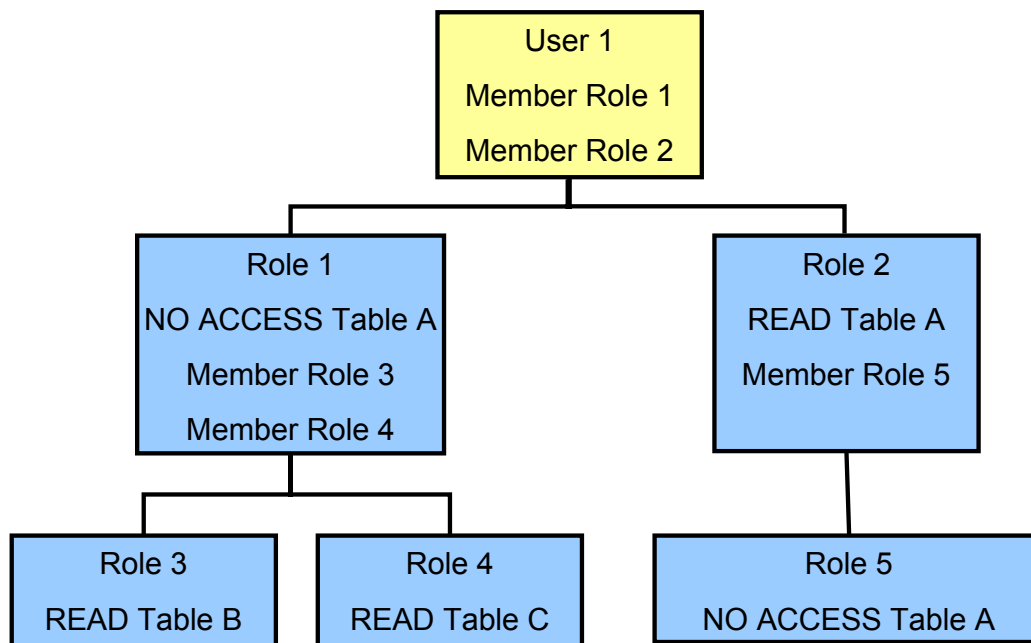 User 1
Member Role 1
Member Role 2
Role 1
NO ACCESS Table A
Member Role 3
Member Role 4
Role 2
READ Table A
Member Role 5
Role 3
READ Table B
Role 4
READ Table C
Role 5
NO ACCESS Table A